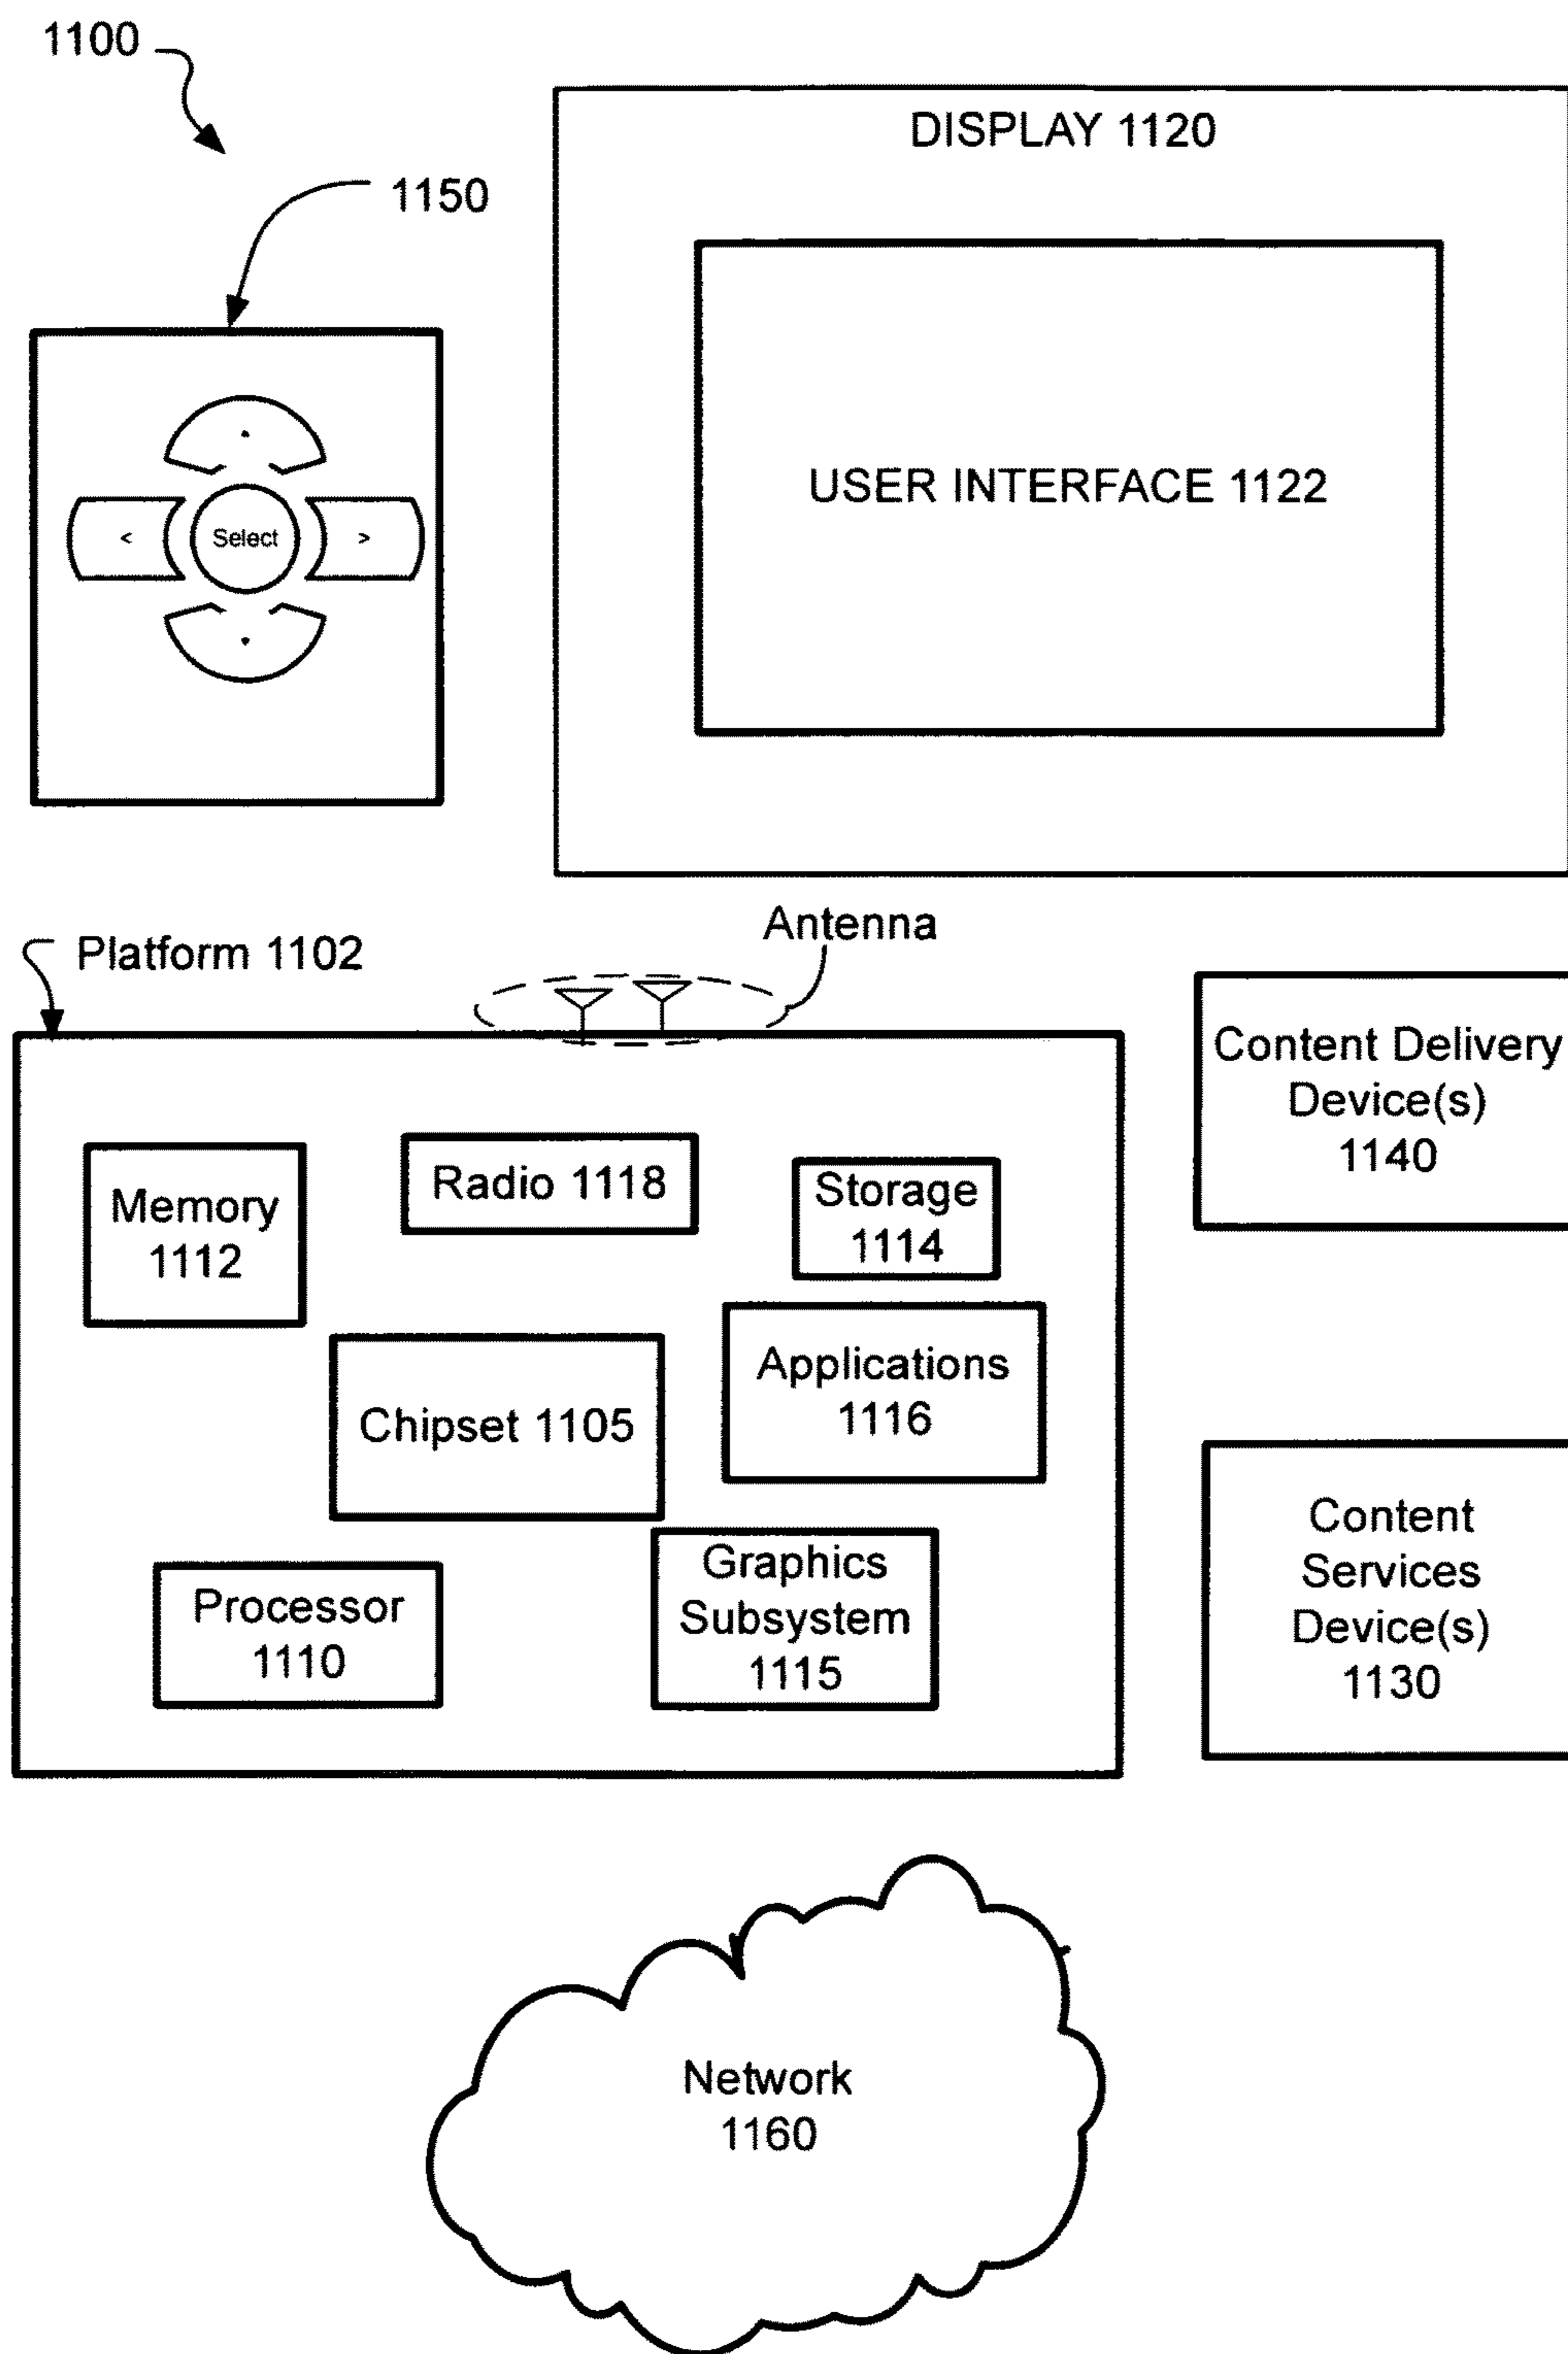 1100
1150
DISPLAY 1120
USER INTERFACE 1122
<
Select
>
Platform 1102
Antenna
Memory
1112
Radio 1118
Storage
1114
Chipset 1105
Applications
1116
Processor
1110
Graphics
Subsystem
1115
Content Delivery
Device(s)
1140
Content
Services
Device(s)
1130
Network
1160